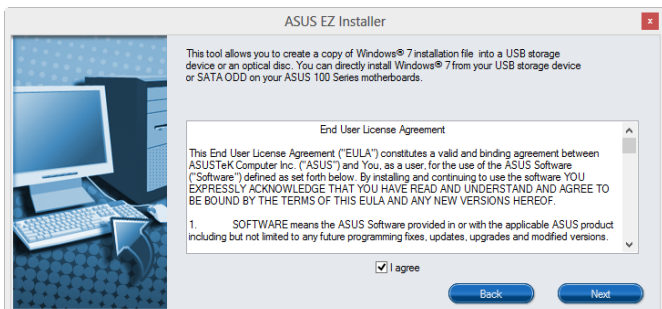 ASUS EZ Installer
x
This tool allows you to create a copy of Windows® 7 installation file into a USB storage
device or an optical disc. You can directly install Windows® 7 from your USB storage device
or SATA ODD on your ASUS 100 Series motherboards.
End User License Agreement
This End User License Agreement ("EULA") constitutes a valid and binding agreement between
ASUSTeK Computer Inc. ("ASUS") and You, as a user, for the use of the ASUS Software
("Software") defined as set forth below. By installing and continuing to use the software YOU
EXPRESSLY ACKNOWLEDGE THAT YOU HAVE READ AND UNDERSTAND AND AGREE TO
BE BOUND BY THE TERMS OF THIS EULA AND ANY NEW VERSIONS HEREOF.
1. SOFTWARE means the ASUS Software provided in or with the applicable ASUS product
including but not limited to any future programming fixes, updates, upgrades and modified versions.
I agree
Back Next